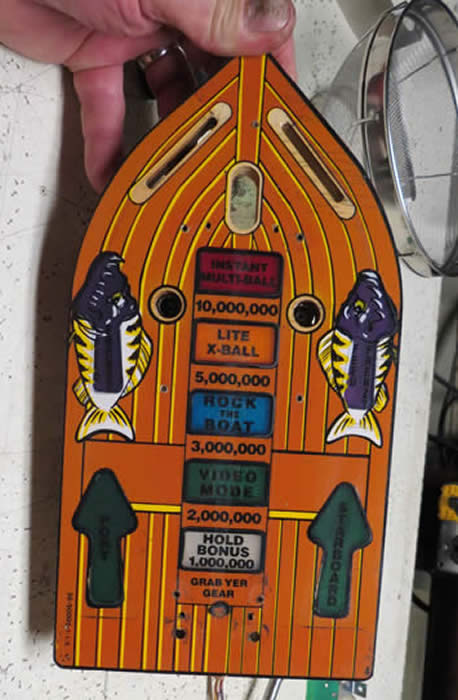 INSTANT
MULTI-BALL
10,000,000
LITE
X-BALL
5,000,000
ROCK
THE
BOAT
3,000,000
VIDEO
MODE
2,000,000
HOLD
BONUS
1,000,000
GRAB YER
GEAR
PORT
STARBOARD